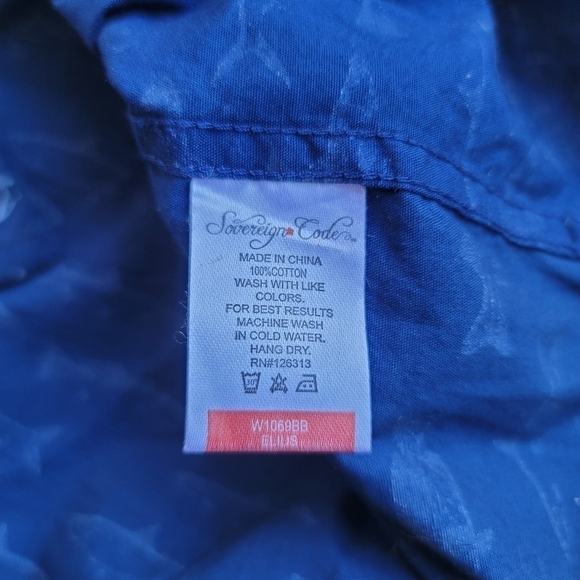 Sovereign Code
MADE IN CHINA
100%COTTON
WASH WITH LIKE
COLORS.
FOR BEST RESULTS
MACHINE WASH
IN COLD WATER.
HANG DRY.
RN#126313
30°
W1069BB
ELIUS